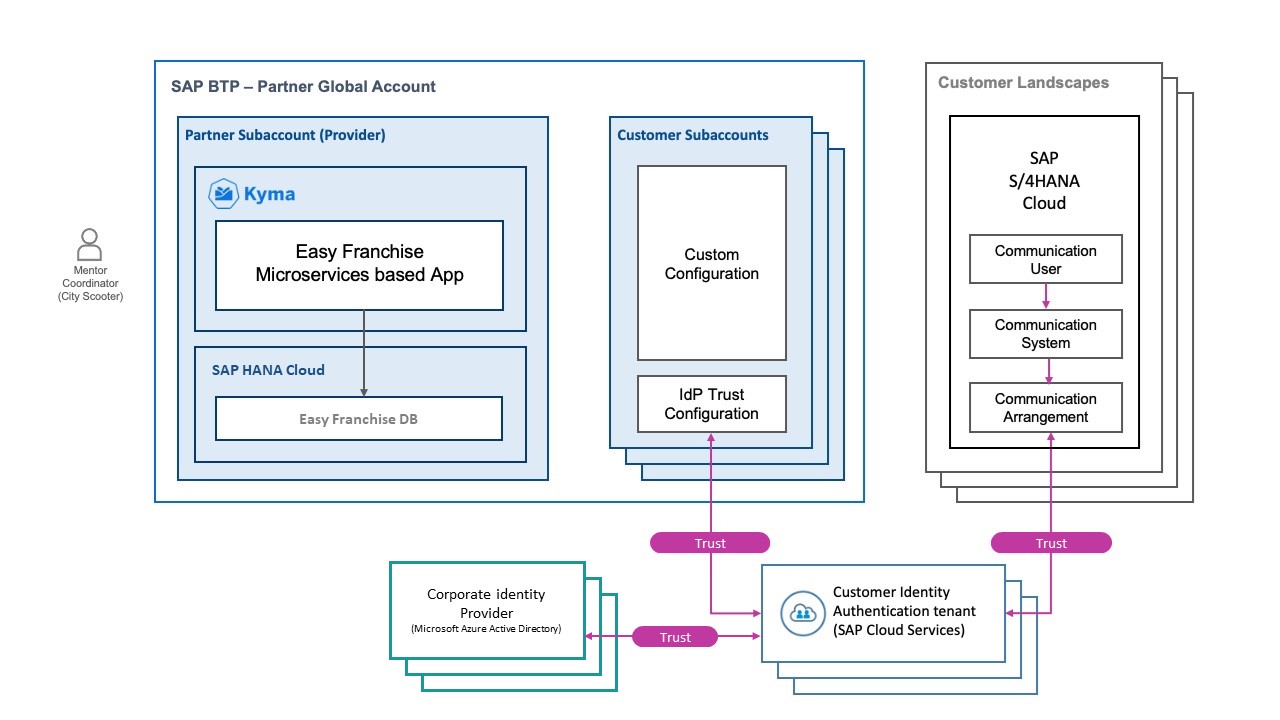 SAP BTP – Partner Global Account
Partner Subaccount (Provider)
Kyma
Easy Franchise
Microservices based App
SAP HANA Cloud
Easy Franchise DB
Mentor
Coordinator
(City Scooter)
Customer Subaccounts
Custom
Configuration
IdP Trust
Configuration
Customer Landscapes
SAP
S/4HANA
Cloud
Communication
User
Communication
System
Communication
Arrangement
Trust
Trust
Corporate identity
Provider
(Microsoft Azure Active Directory)
Trust
Customer Identity
Authentication tenant
(SAP Cloud Services)